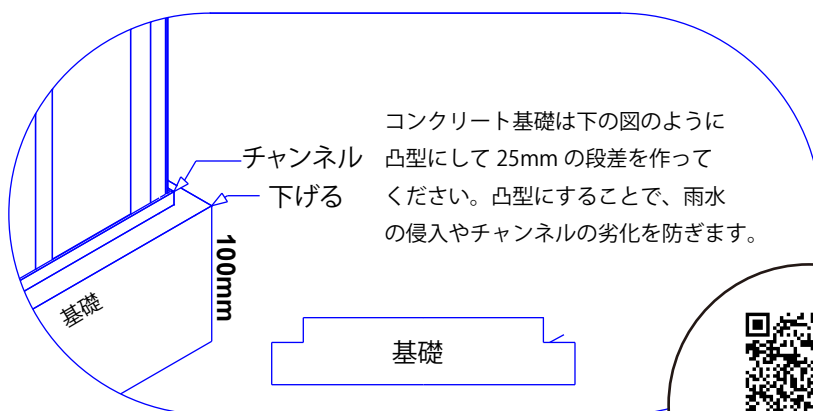 コンクリート基礎は下の図のように
凸型にして 25mm の段差を作って
ください。凸型にすることで、雨水
の侵入やチャンネルの劣化を防ぎます。
チャンネル
下げる
100mm
基礎
基礎